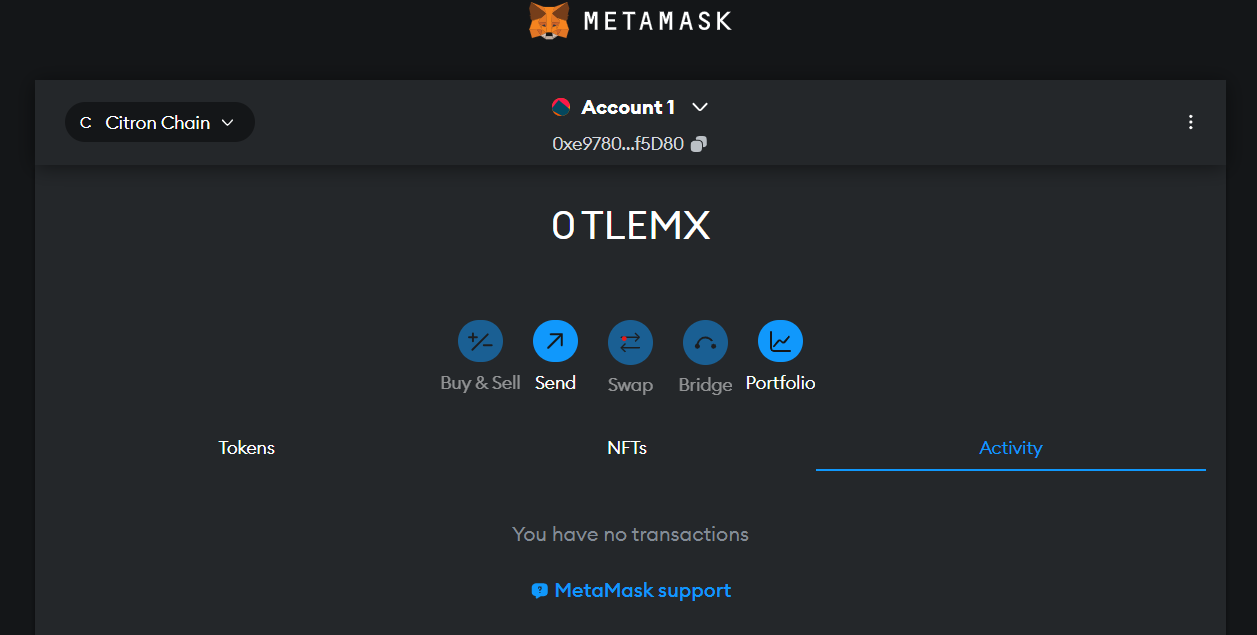 METAMASK
C Citron Chain
Account 1
0xe9780...f5D80
0 TLEMX
Buy & Sell Send Swap Bridge Portfolio
Tokens NFTs Activity
You have no transactions
MetaMask support